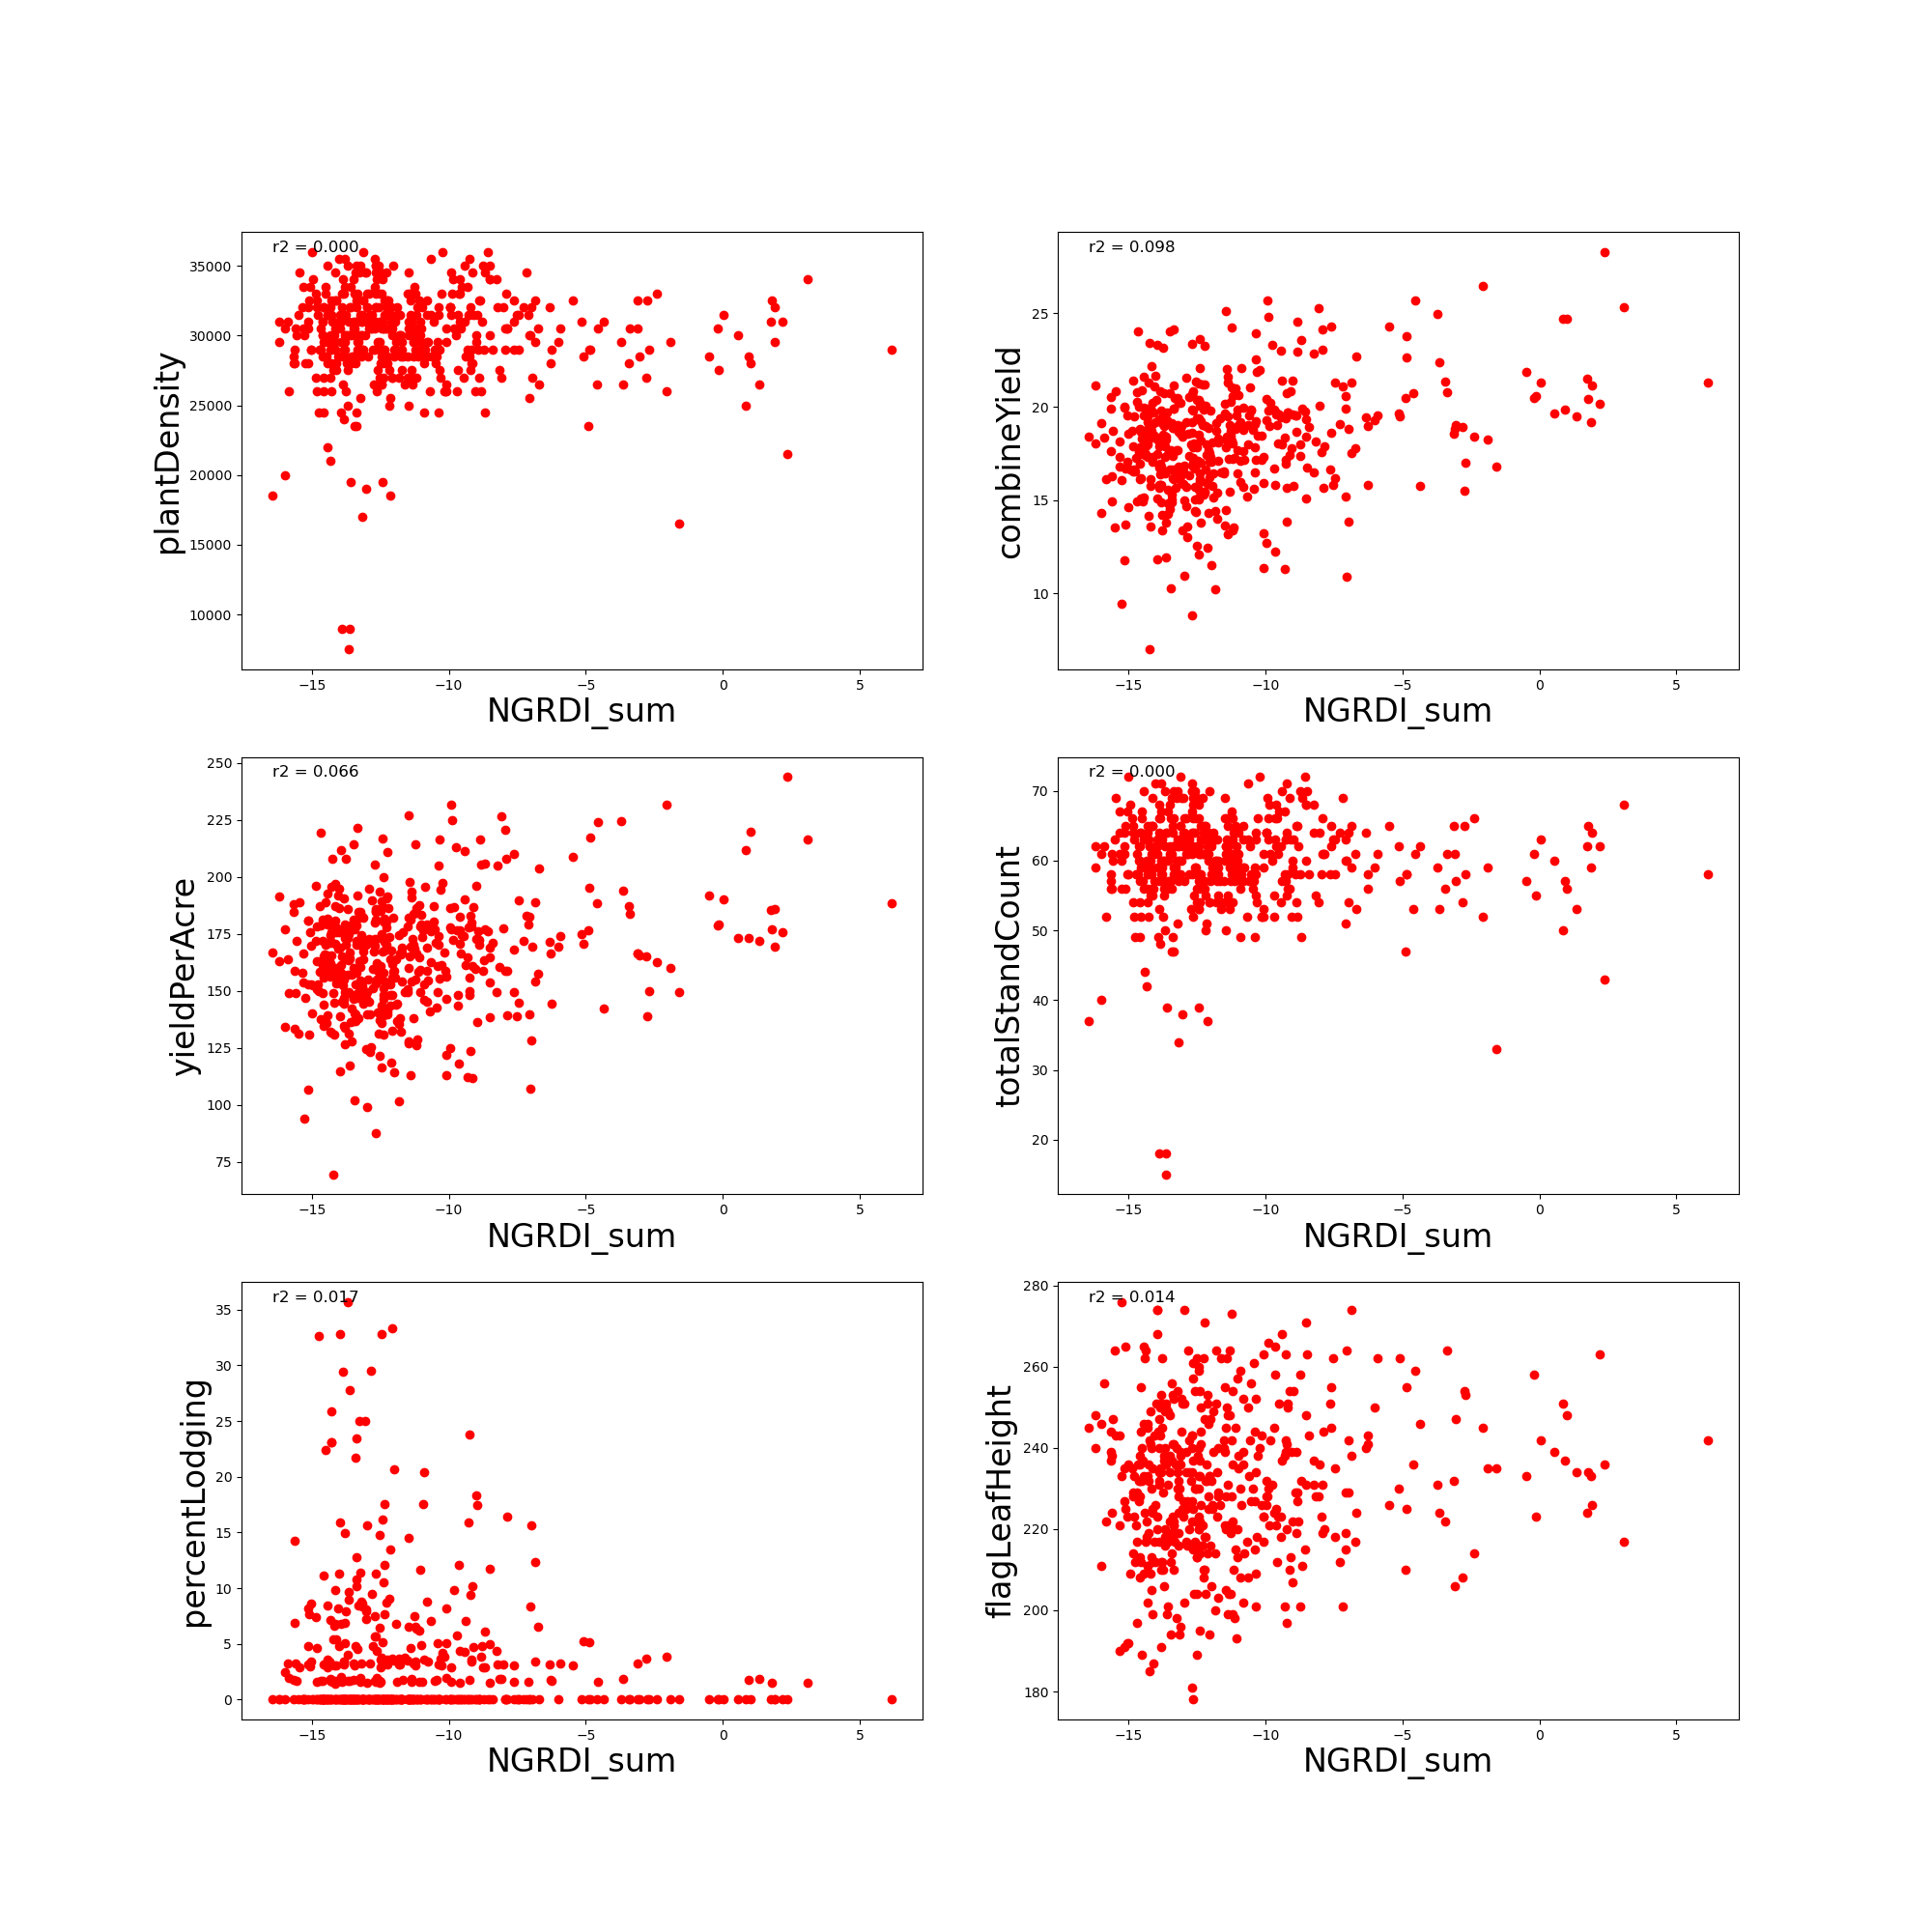 r2 = 0.000
35000
30000
25000
20000
15000
10000
plantDensity
−15 −10 −5 0 5
NGRDI_sum
r2 = 0.098
25
20
15
10
combineYield
−15 −10 −5 0 5
NGRDI_sum
r2 = 0.066
250
225
200
175
150
125
100
75
yieldPerAcre
−15 −10 −5 0 5
NGRDI_sum
r2 = 0.000
70
60
50
40
30
20
totalStandCount
−15 −10 −5 0 5
NGRDI_sum
r2 = 0.017
35
30
25
20
15
10
5
0
percentLodging
−15 −10 −5 0 5
NGRDI_sum
r2 = 0.014
280
260
240
220
200
180
flagLeafHeight
−15 −10 −5 0 5
NGRDI_sum